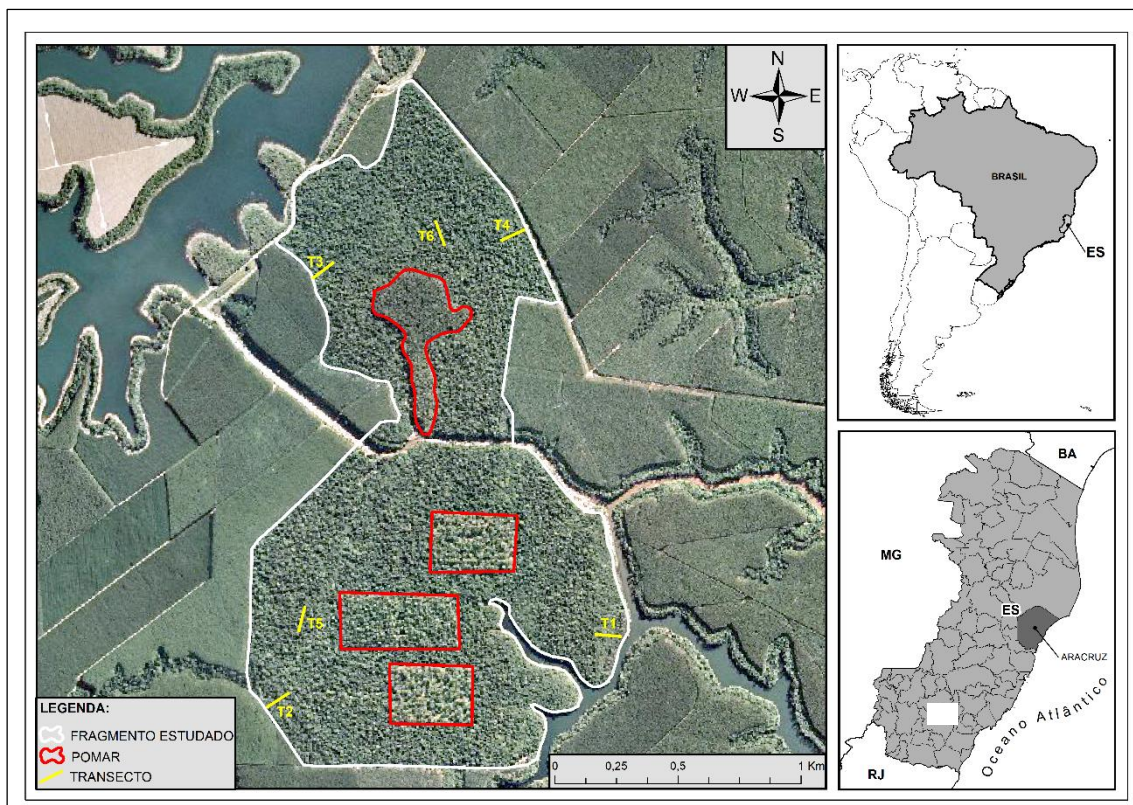 N
W E
S
T4
T6
T3
T5
T1
T2
LEGENDA:
FRAGMENTO ESTUDADO
POMAR
TRANSECTO
0 0,25 0,5 1 Km
BRASIL
ES
BA
MG
ES
ARACRUZ
Oceano Atlântico
RJ